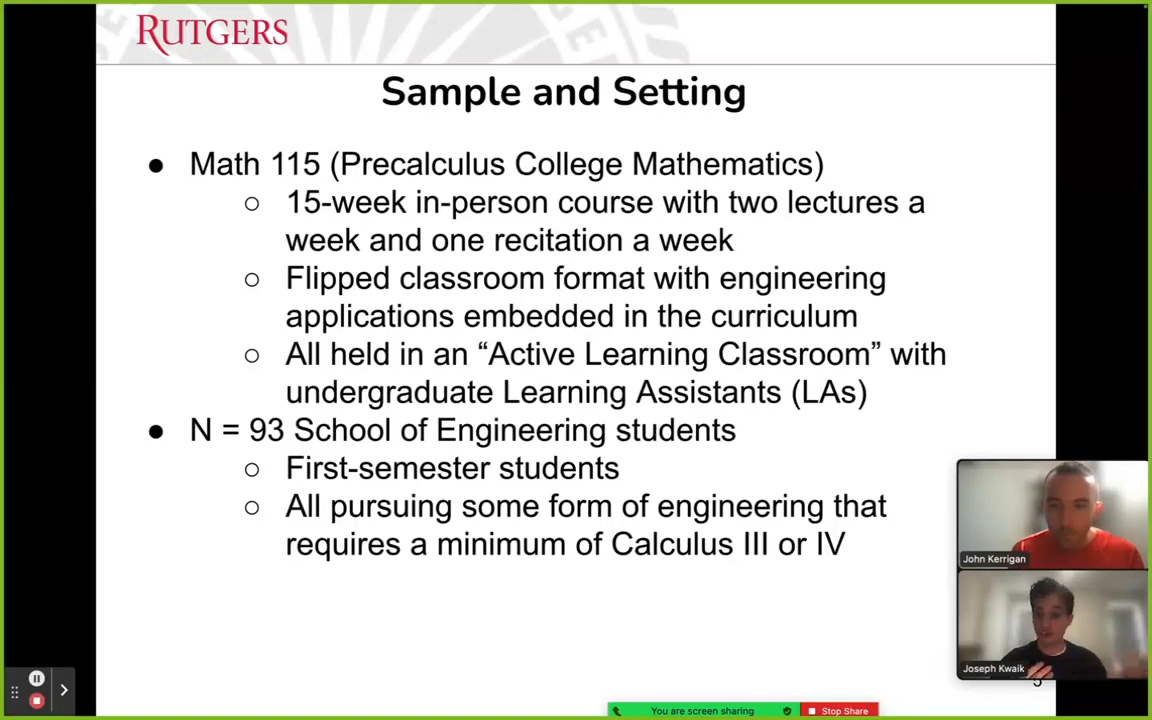 RUTGERS
Sample and Setting
● Math 115 (Precalculus College Mathematics)
○ 15-week in-person course with two lectures a
week and one recitation a week
○ Flipped classroom format with engineering
applications embedded in the curriculum
○ All held in an “Active Learning Classroom” with
undergraduate Learning Assistants (LAs)
● N = 93 School of Engineering students
○ First-semester students
○ All pursuing some form of engineering that
requires a minimum of Calculus III or IV
John Kerrigan
Joseph Kwaik
You are screen sharing
Stop Share